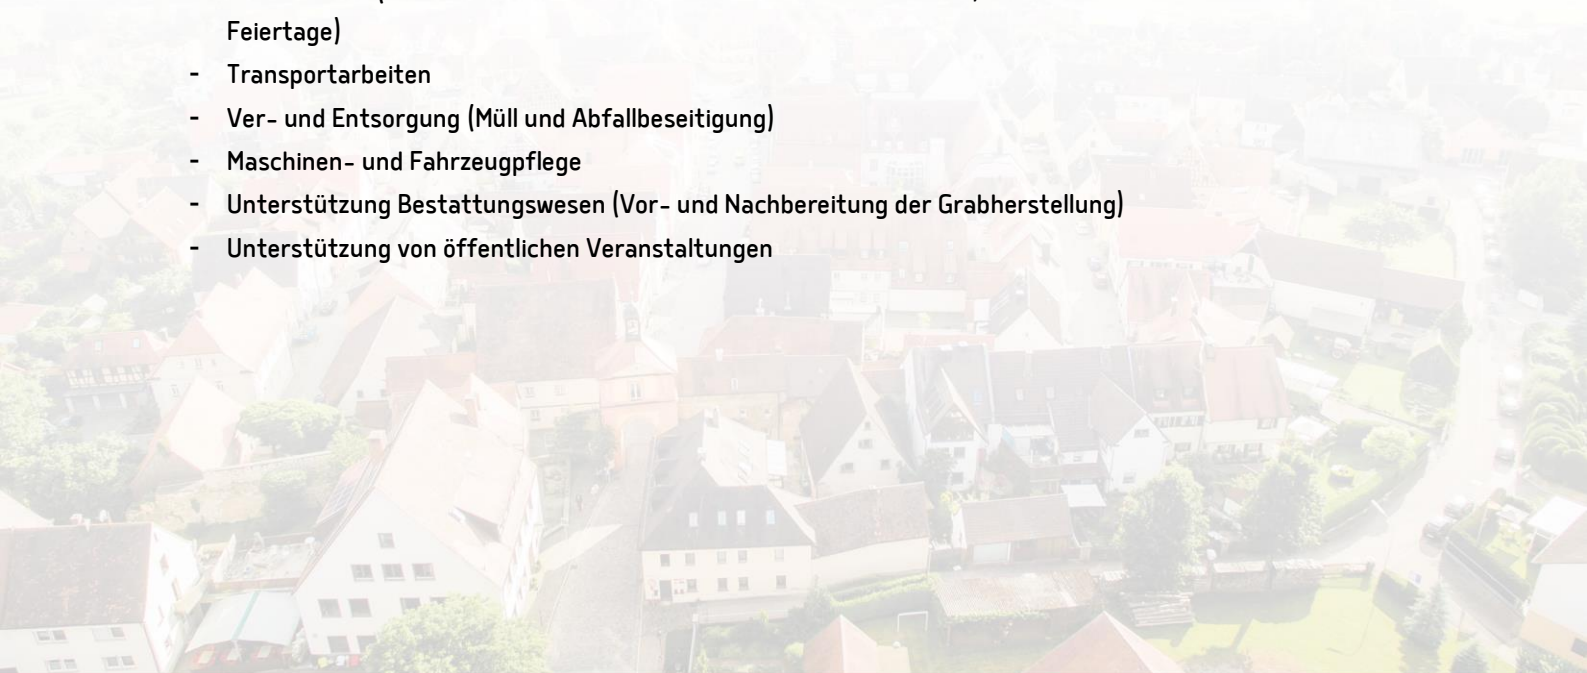 Feiertage)
- Transportarbeiten
- Ver- und Entsorgung (Müll und Abfallbeseitigung)
- Maschinen- und Fahrzeugpflege
- Unterstützung Bestattungswesen (Vor- und Nachbereitung der Grabherstellung)
- Unterstützung von öffentlichen Veranstaltungen